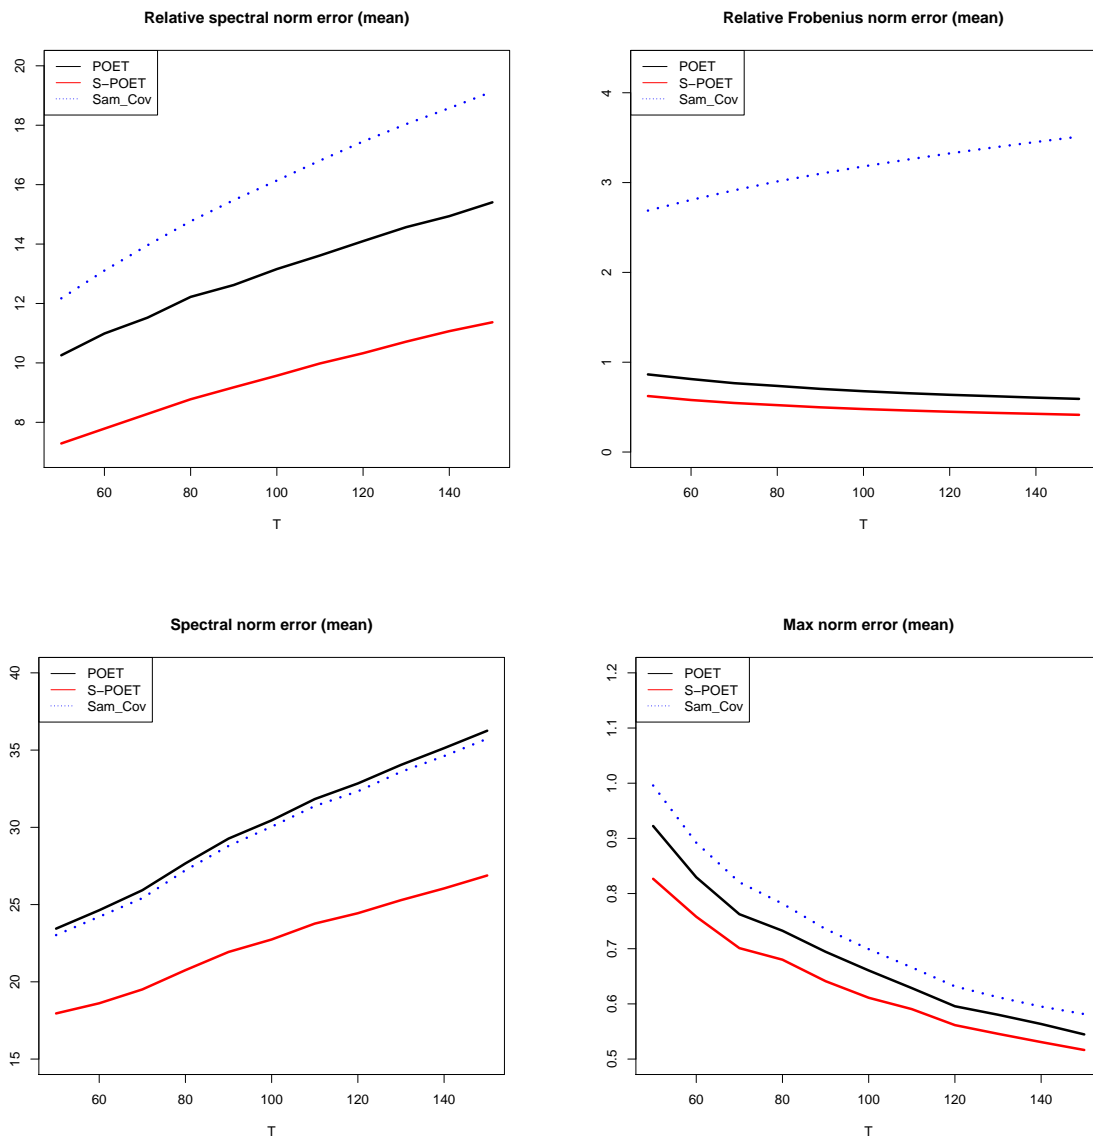 Relative spectral norm error (mean)
POET
S−POET
Sam_Cov
20
18
16
14
12
10
8
60 80 100 120 140
T
Relative Frobenius norm error (mean)
POET
S−POET
Sam_Cov
4
3
2
1
0
60 80 100 120 140
T
Spectral norm error (mean)
POET
S−POET
Sam_Cov
40
35
30
25
20
15
60 80 100 120 140
T
Max norm error (mean)
POET
S−POET
Sam_Cov
1.2
1.1
1.0
0.9
0.8
0.7
0.6
0.5
60 80 100 120 140
T